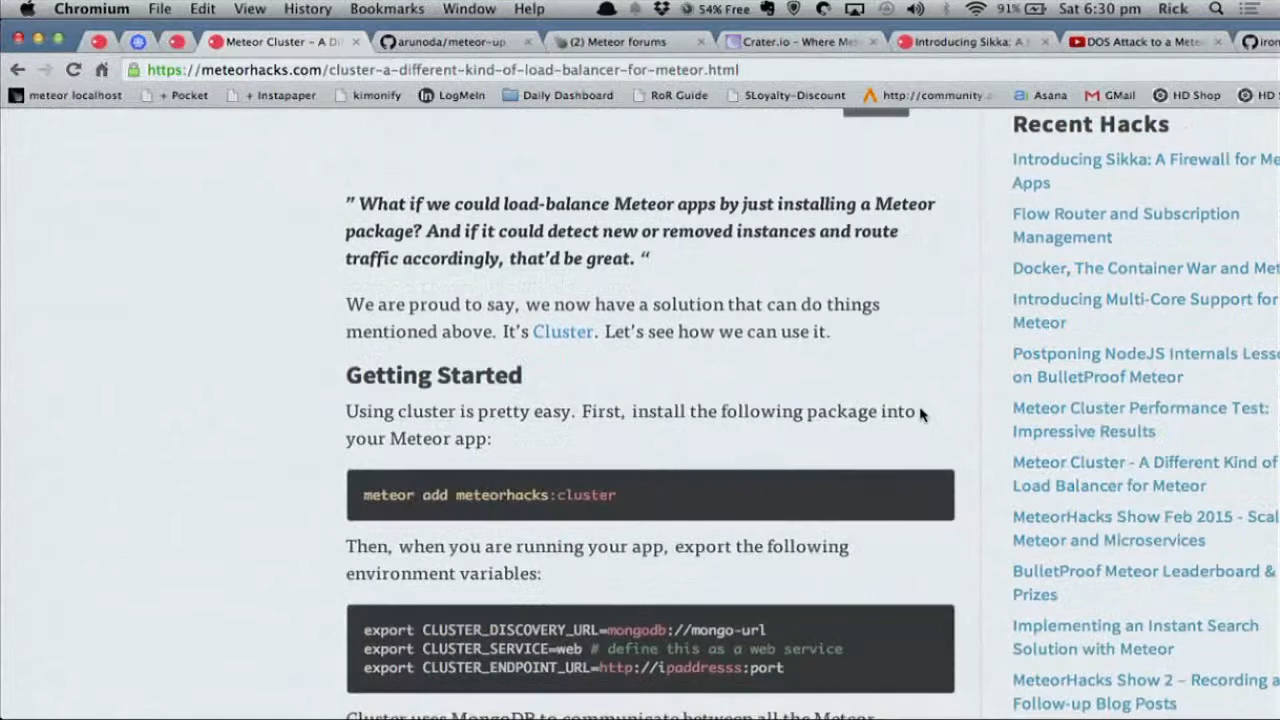 Chromium File Edit View History Bookmarks Window Help 54% Free 91% Sat 6:30 pm Rick
Meteor Cluster – A Di × arunoda/meteor-up × (2) Meteor forums × Crater.io – Where Me × Introducing Sikka: A × DOS Attack to a Mete × iron
https://meteorhacks.com/cluster-a-different-kind-of-load-balancer-for-meteor.html
meteor localhost + Pocket + Instapaper kimonify LogMeIn Daily Dashboard RoR Guide SLoyalty-Discount http://community Asana GMail HD Shop HD
Recent Hacks
Introducing Sikka: A Firewall for Me
Apps
Flow Router and Subscription
Management
Docker, The Container War and Met
Introducing Multi-Core Support for
Meteor
Postponing NodeJS Internals Less
on BulletProof Meteor
Meteor Cluster Performance Test:
Impressive Results
Meteor Cluster - A Different Kind of
Load Balancer for Meteor
MeteorHacks Show Feb 2015 - Scal
Meteor and Microservices
BulletProof Meteor Leaderboard &
Prizes
Implementing an Instant Search
Solution with Meteor
MeteorHacks Show 2 – Recording a
Follow-up Blog Posts
” What if we could load-balance Meteor apps by just installing a Meteor
package? And if it could detect new or removed instances and route
traffic accordingly, that’d be great. “
We are proud to say, we now have a solution that can do things
mentioned above. It’s Cluster. Let’s see how we can use it.
Getting Started
Using cluster is pretty easy. First, install the following package into
your Meteor app:
meteor add meteorhacks:cluster
Then, when you are running your app, export the following
environment variables:
export CLUSTER_DISCOVERY_URL=mongodb://mongo-url
export CLUSTER_SERVICE=web # define this as a web service
export CLUSTER_ENDPOINT_URL=http://ipaddresss:port
Cluster uses MongoDB to communicate between all the Meteor